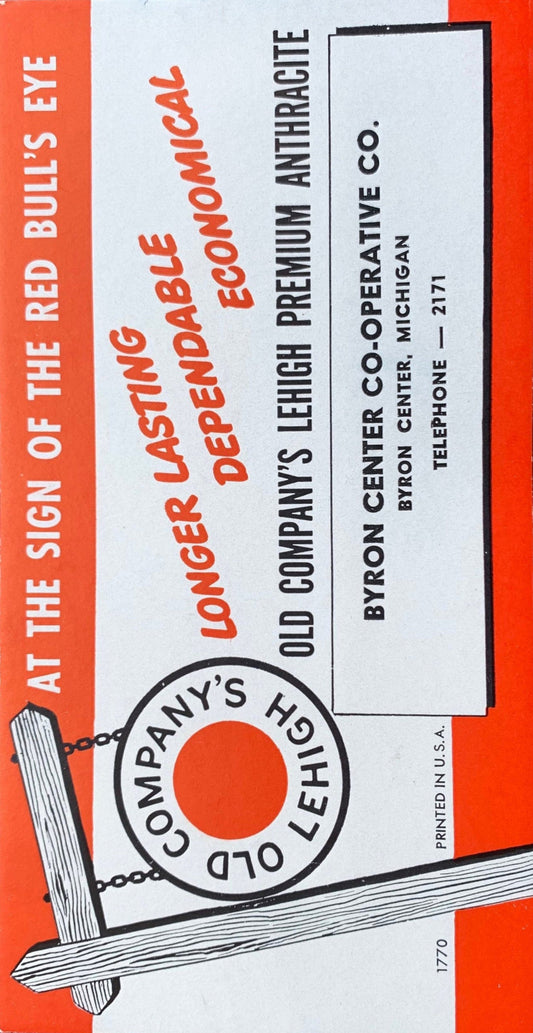 AT THE SIGN OF THE RED BULL'S EYE
LONGER LASTING
DEPENDABLE
ECONOMICAL
OLD COMPANY'S LEHIGH PREMIUM ANTHRACITE
OLD COMPANY'S LEHIGH
BYRON CENTER CO-OPERATIVE CO.
BYRON CENTER, MICHIGAN
TELEPHONE — 2171
1770
PRINTED IN U.S.A.